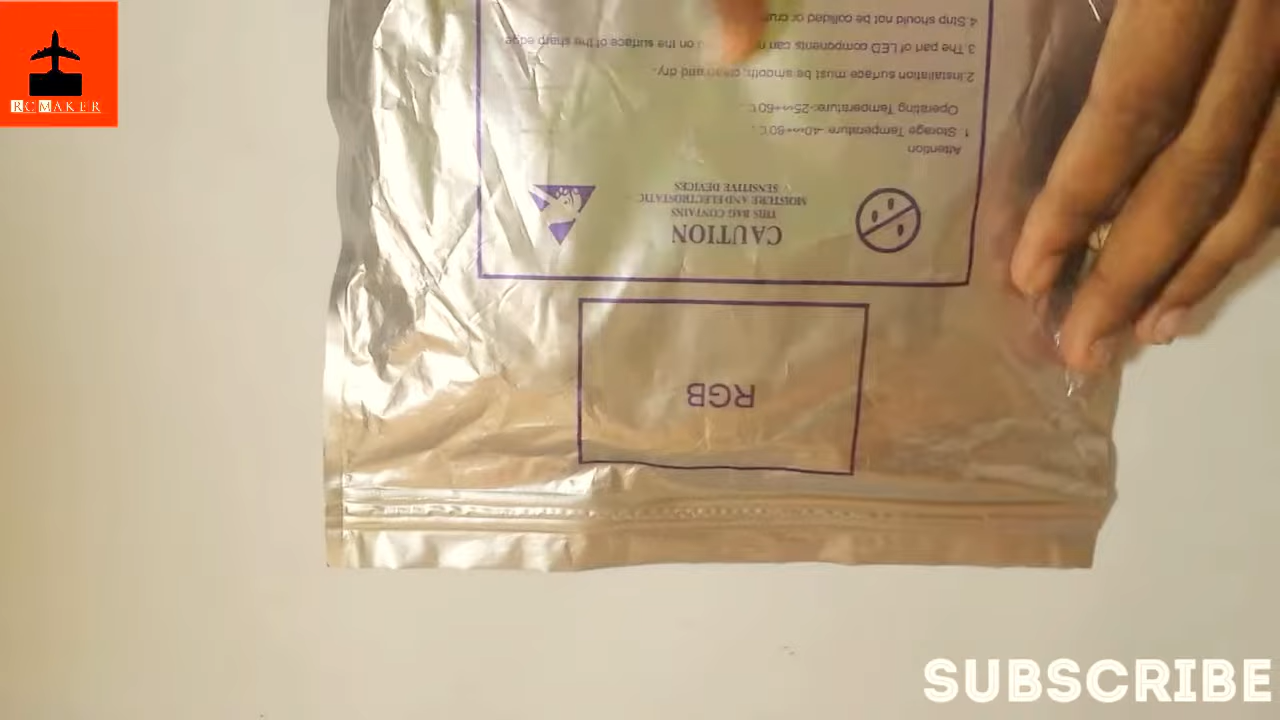 RCMAKER
RGB
CAUTION
THIS BAG CONTAINS
MOISTURE AND ELECTROSTATIC
SENSITIVE DEVICES
Attention
1. Storage Temperature: -40~+80℃;
Operating Temperature:-25~+60℃
2.Installation surface must be smooth, clean and dry.
3. The part of LED components can on the surface of the sharp edge
4.Strip should not be collided or
SUBSCRIBE